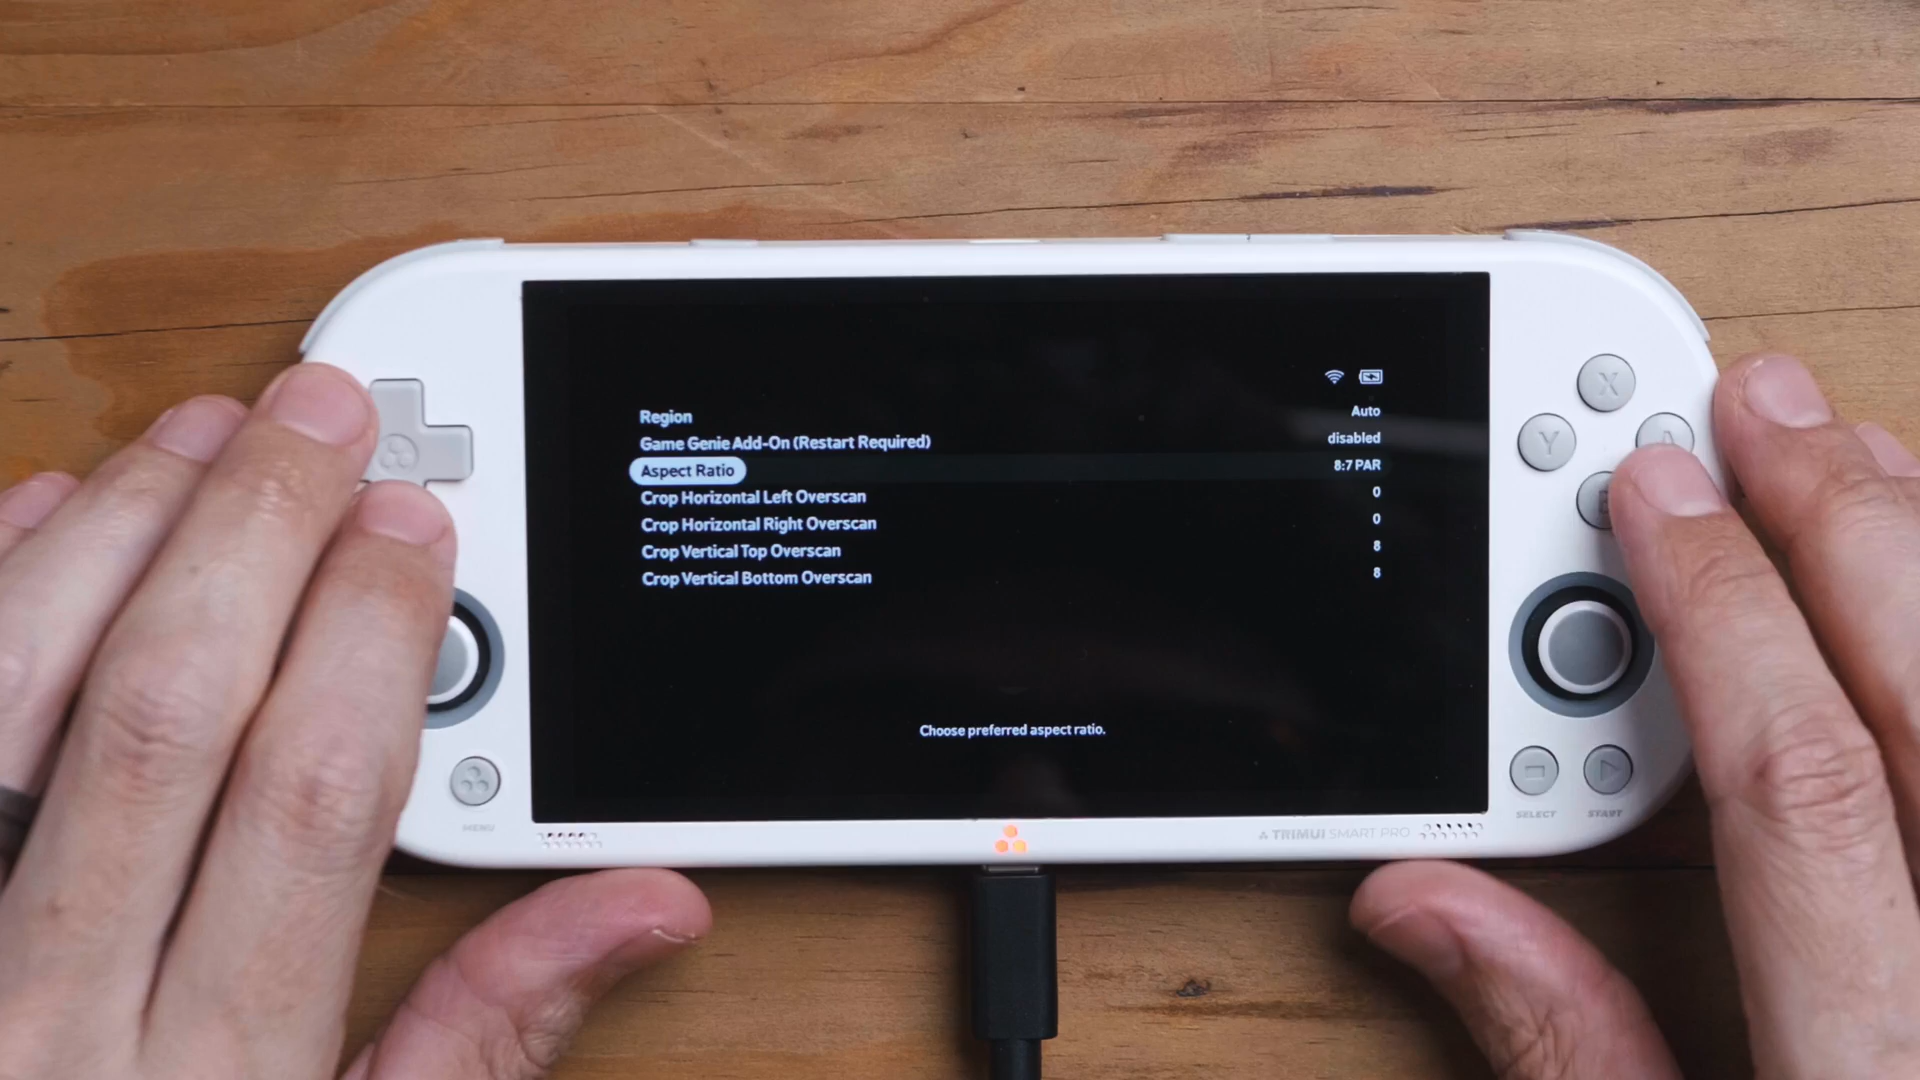 Region Auto
Game Genie Add-On (Restart Required) disabled
Aspect Ratio 8:7 PAR
Crop Horizontal Left Overscan 0
Crop Horizontal Right Overscan 0
Crop Vertical Top Overscan 8
Crop Vertical Bottom Overscan 8
Choose preferred aspect ratio.
X
Y
A
B
MENU
SELECT
START
TRIMUI SMART PRO